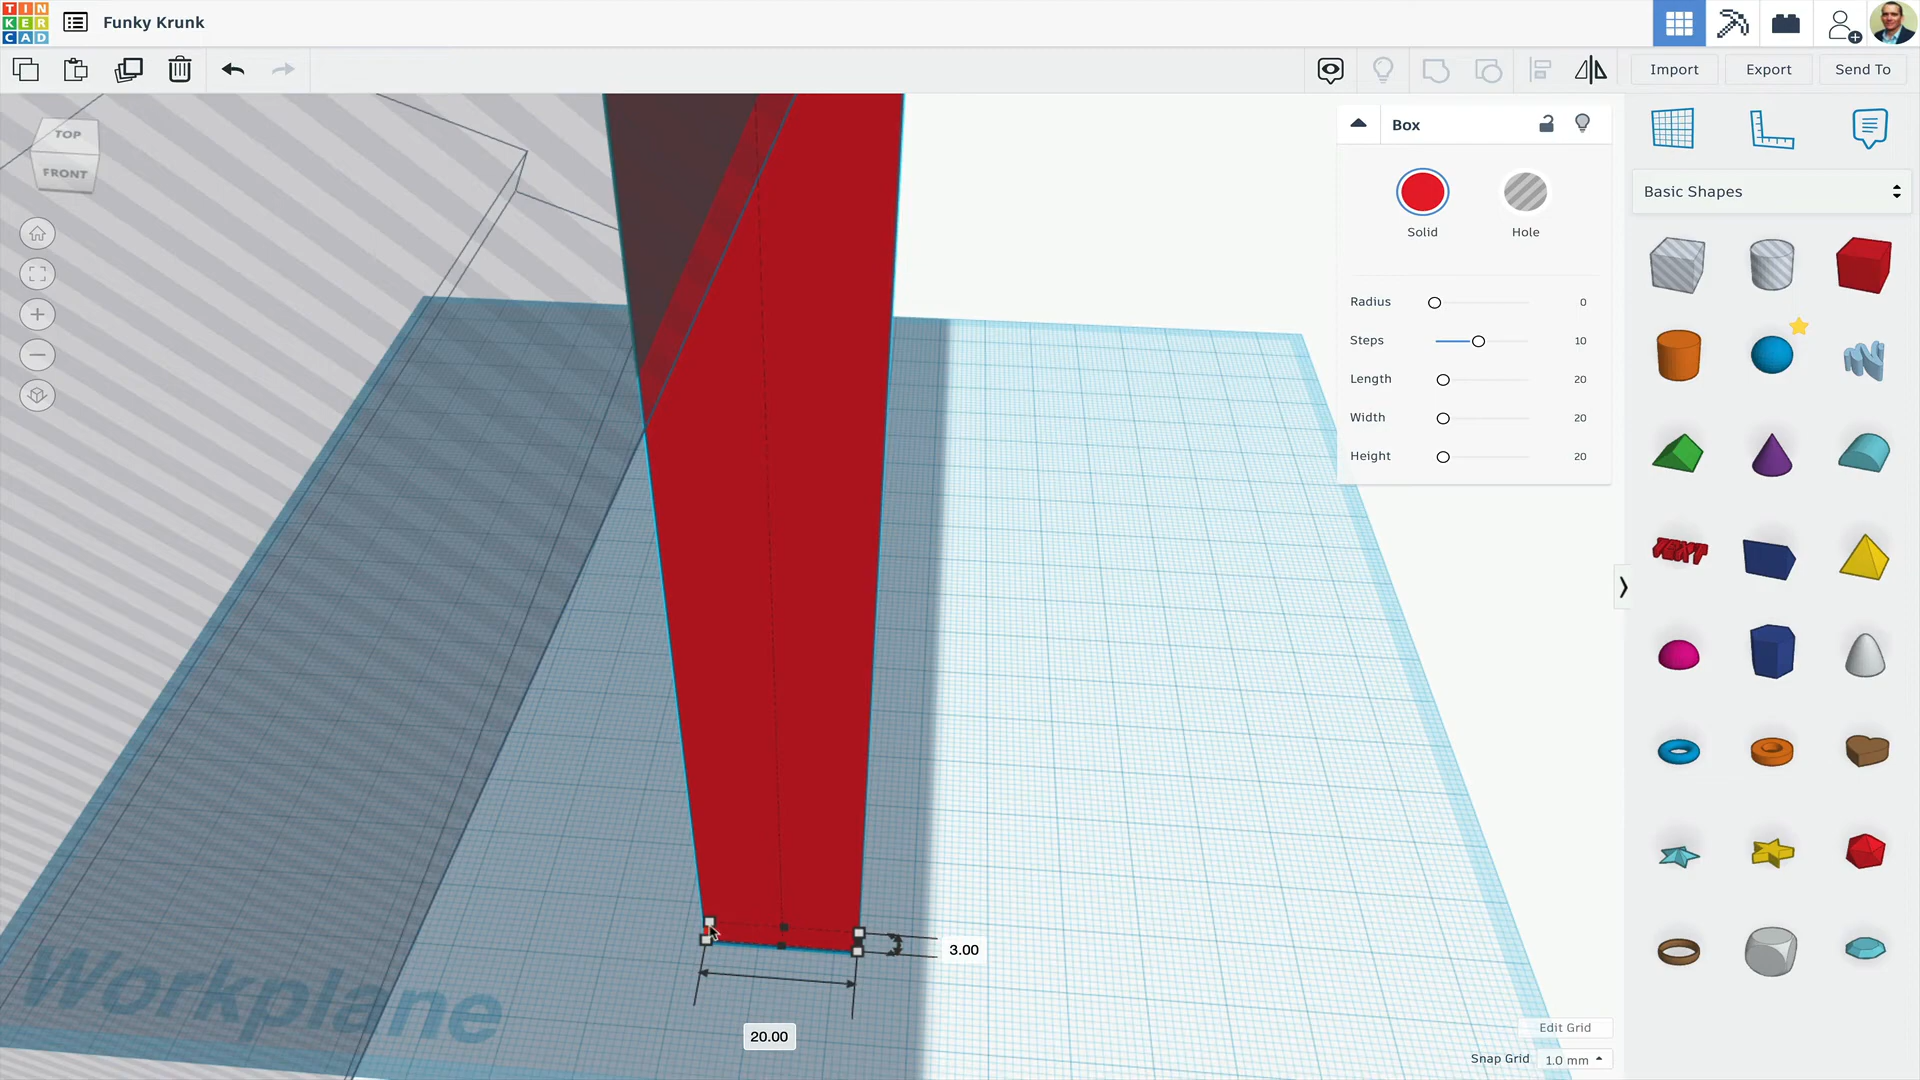 TIN
KER
CAD
Funky Krunk
Import
Export
Send To
TOP
FRONT
Box
Solid
Hole
Radius 0
Steps 10
Length 20
Width 20
Height 20
Basic Shapes
TEXT
3.00
20.00
Workplane
Edit Grid
Snap Grid 1.0 mm